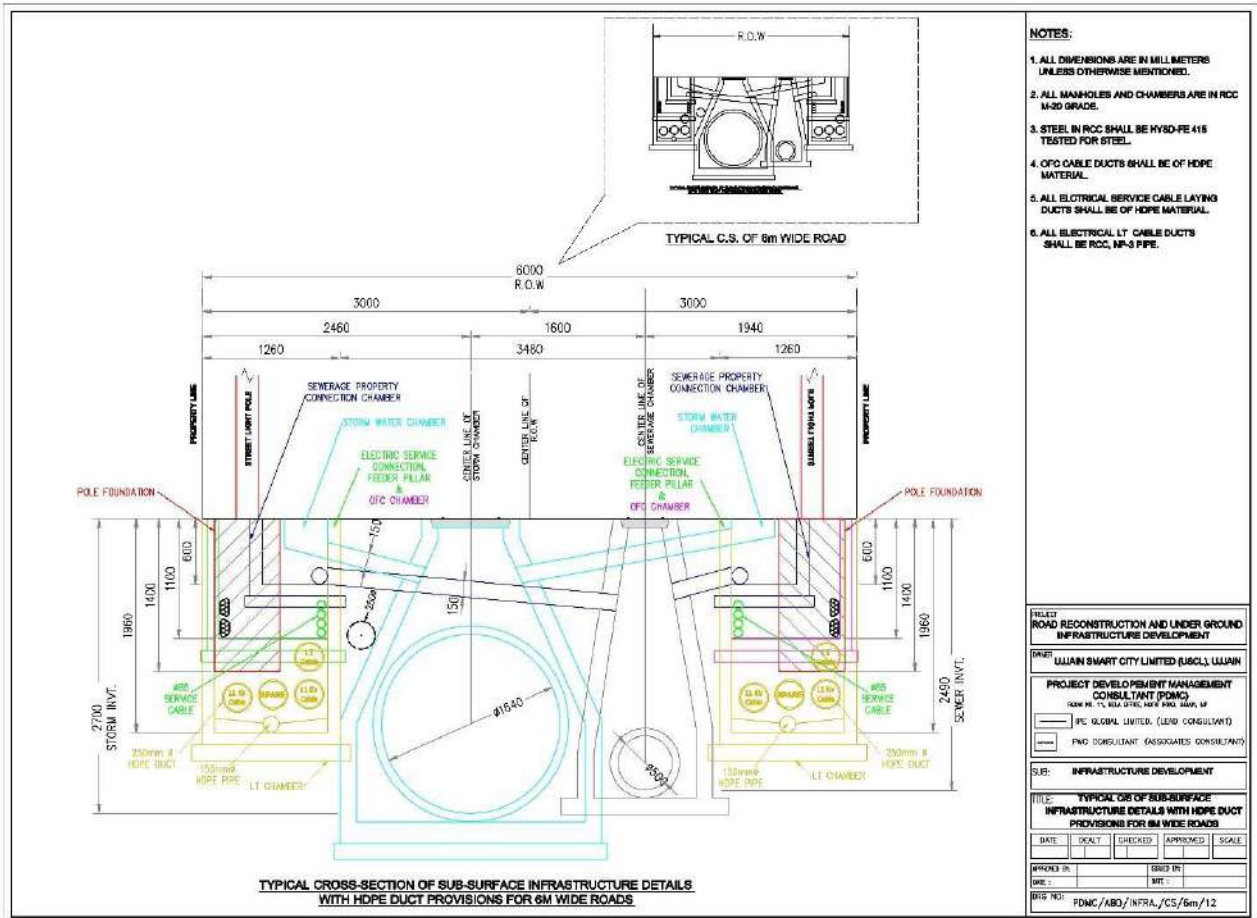 R.O.W
TYPICAL C.S. OF 6m WIDE ROAD
6000
R.O.W
3000
3000
2460
1600
1940
1260
3480
1260
PROPERTY LINE
STREET LIGHT POLE
SEWERAGE PROPERTY
CONNECTION CHAMBER
STORM WATER CHAMBER
ELECTRIC SERVICE
CONNECTION,
FEEDER PILLAR
&
OFC CHAMBER
CENTER LINE OF
STORM CHAMBER
CENTER LINE OF
R.O.W
CENTER LINE OF
SEWERAGE CHAMBER
SEWERAGE PROPERTY
CONNECTION CHAMBER
STORM WATER
CHAMBER
ELECTRIC SERVICE
CONNECTION,
FEEDER PILLAR
&
OFC CHAMBER
STREET LIGHT POLE
PROPERTY LINE
POLE FOUNDATION
POLE FOUNDATION
600
1100
1400
1960
2700
STORM INVT.
150
150
250ø
ø1640
ø500
600
1100
1400
1960
2490
SEWER INVT.
LT
Cable
11 KV
Cable
SPARE
11 KV
Cable
ø65
SERVICE
CABLE
250mm ø
HDPE DUCT
150mmø
HDPE PIPE
LT CHAMBER
LT
Cable
11 KV
Cable
SPARE
11 KV
Cable
ø65
SERVICE
CABLE
150mmø
HDPE PIPE
250mm ø
HDPE DUCT
LT CHAMBER
TYPICAL CROSS-SECTION OF SUB-SURFACE INFRASTRUCTURE DETAILS
WITH HDPE DUCT PROVISIONS FOR 6M WIDE ROADS
NOTES:
1. ALL DIMENSIONS ARE IN MILLIMETERS
UNLESS OTHERWISE MENTIONED.
2. ALL MANHOLES AND CHAMBERS ARE IN RCC
M-20 GRADE.
3. STEEL IN RCC SHALL BE HYSD-FE 415
TESTED FOR STEEL.
4. OFC CABLE DUCTS SHALL BE OF HDPE
MATERIAL.
5. ALL ELCTRICAL SERVICE CABLE LAYING
DUCTS SHALL BE OF HDPE MATERIAL.
6. ALL ELECTRICAL LT CABLE DUCTS
SHALL BE RCC, NP-3 PIPE.
PROJECT
ROAD RECONSTRUCTION AND UNDER GROUND
INFRASTRUCTURE DEVELOPMENT
OWNER
UJJAIN SMART CITY LIMITED (USCL), UJJAIN
PROJECT DEVELOPMENT MANAGEMENT
CONSULTANT (PDMC)
IPE GLOBAL LIMITED. (LEAD CONSULTANT)
PWC CONSULTANT (ASSOCIATES CONSULTANT)
SUB: INFRASTRUCTURE DEVELOPMENT
TITLE: TYPICAL C/S OF SUB-SURFACE
INFRASTRUCTURE DETAILS WITH HDPE DUCT
PROVISIONS FOR 6M WIDE ROADS
DATE DEALT CHECKED APPROVED SCALE
APPROVED BY: ISSUED BY:
DATE : DATE :
DRG NO: PDMC/ABD/INFRA./CS/6m/12